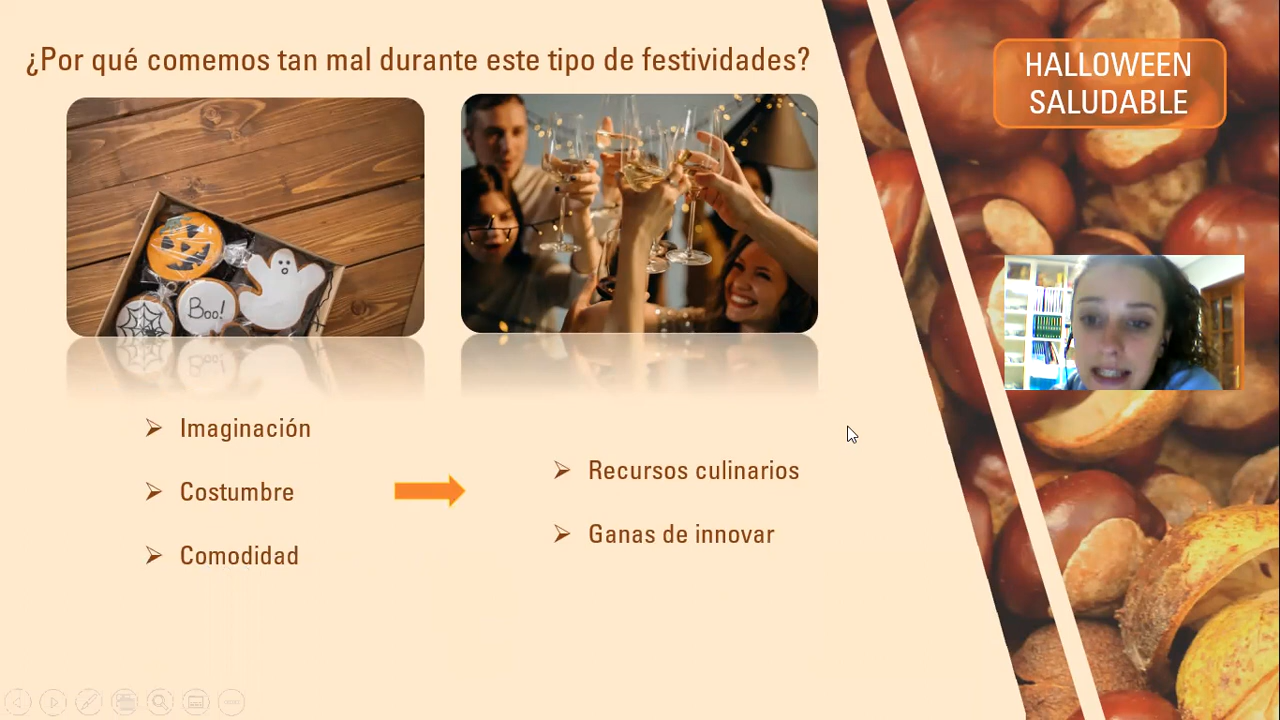 ¿Por qué comemos tan mal durante este tipo de festividades?
HALLOWEEN
SALUDABLE
Boo!
Imaginación
Costumbre
Comodidad
Recursos culinarios
Ganas de innovar